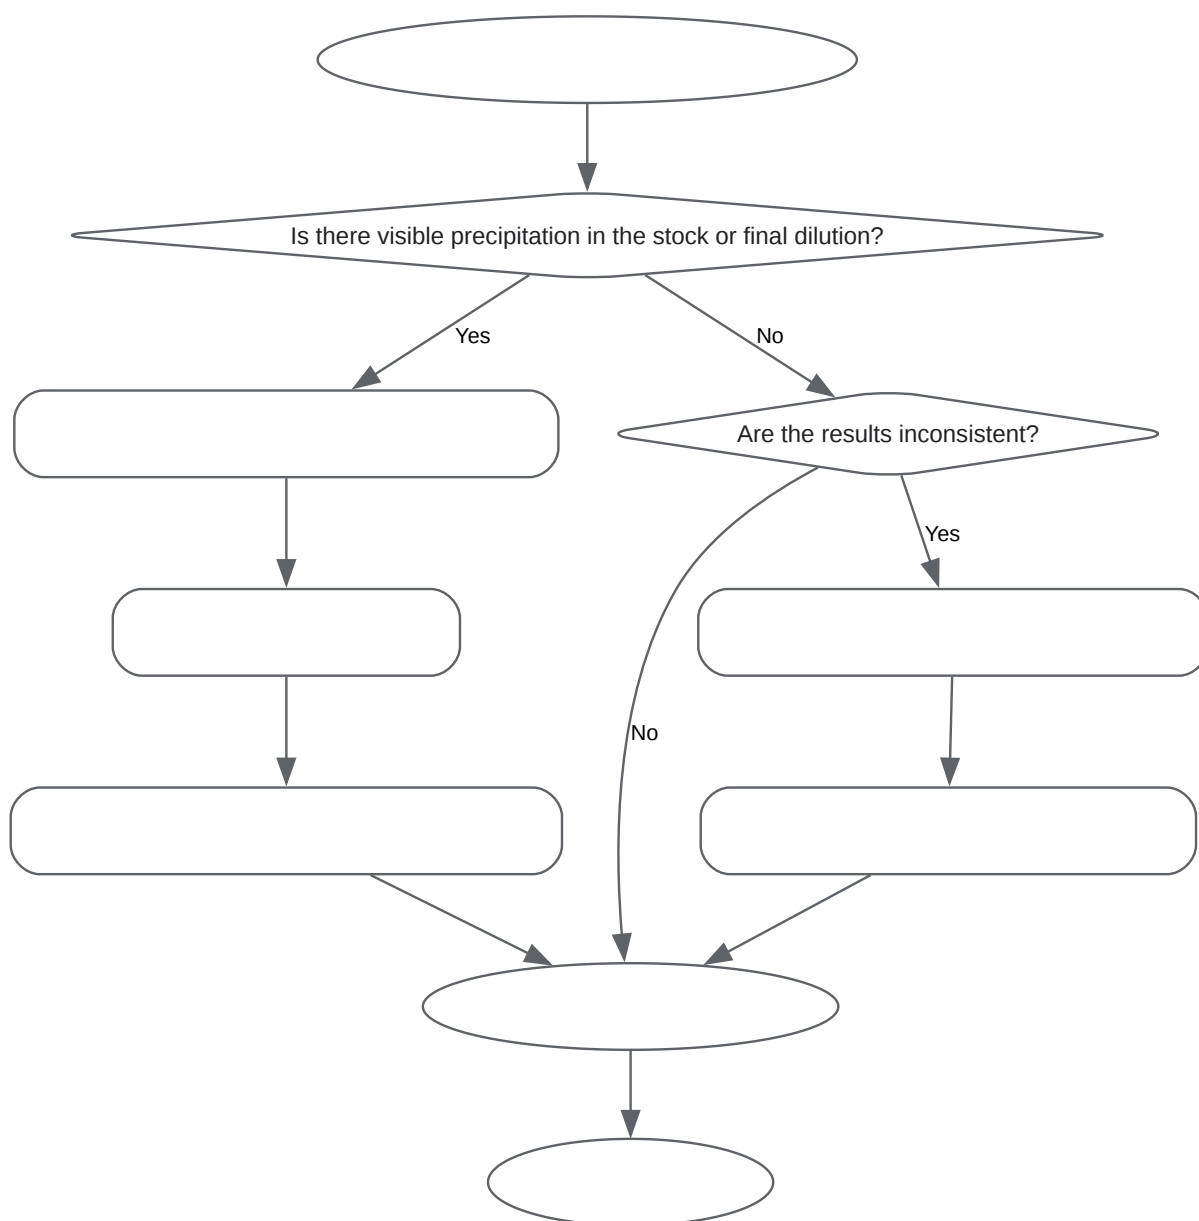 Is there visible precipitation in the stock or final dilution?
Yes
No
Are the results inconsistent?
Yes
No